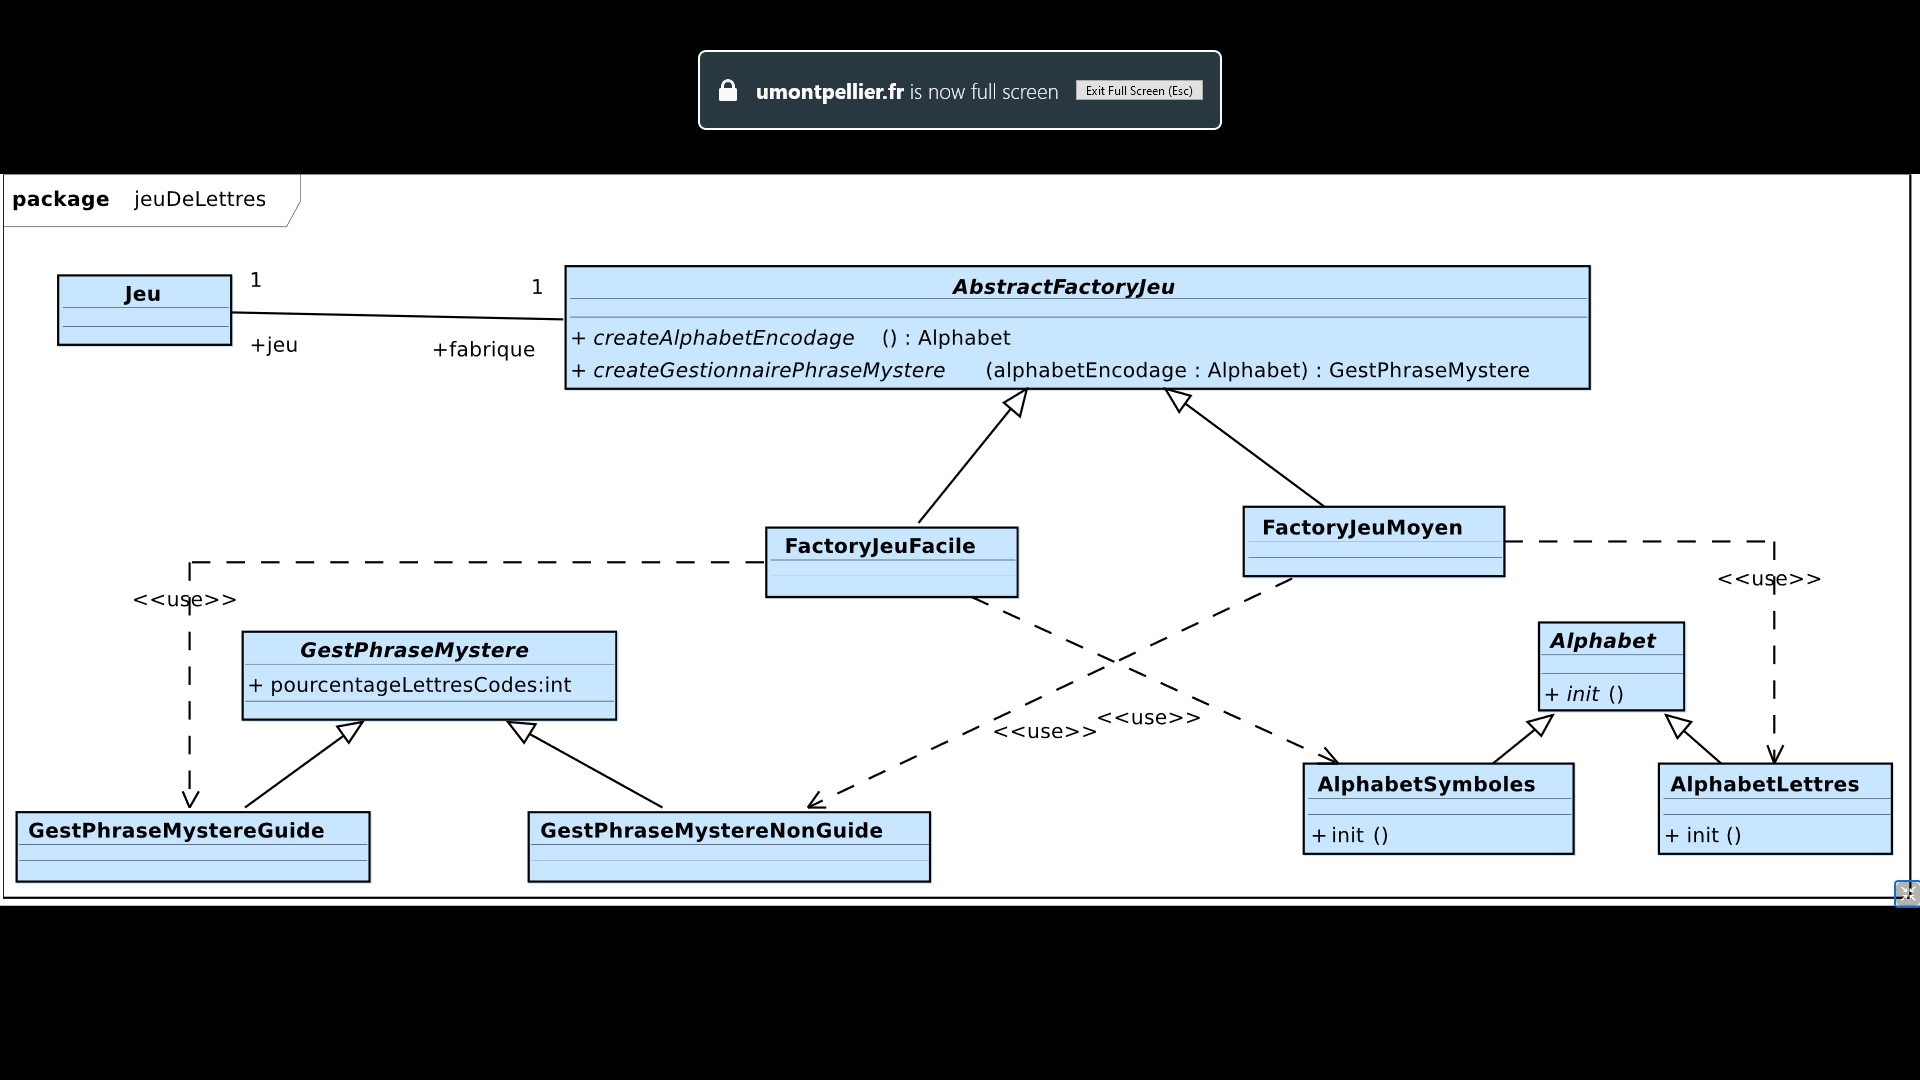 umontpellier.fr is now full screen Exit Full Screen (Esc)
package jeuDeLettres
Jeu
1
+jeu
1
+fabrique
AbstractFactoryJeu
+ createAlphabetEncodage () : Alphabet
+ createGestionnairePhraseMystere (alphabetEncodage : Alphabet) : GestPhraseMystere
FactoryJeuFacile
FactoryJeuMoyen
<<use>>
<<use>>
GestPhraseMystere
+ pourcentageLettresCodes:int
Alphabet
+ init ()
<<use>>
<<use>>
GestPhraseMystereGuide
GestPhraseMystereNonGuide
AlphabetSymboles
+ init ()
AlphabetLettres
+ init ()